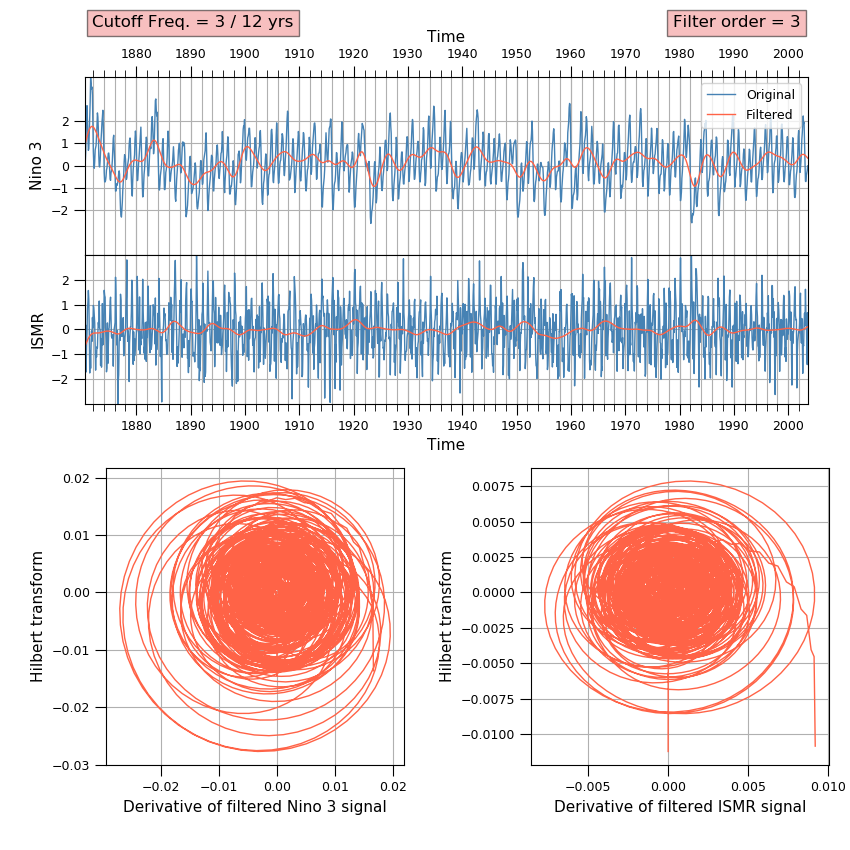 Cutoff Freq. = 3 / 12 yrs
Filter order = 3
Time
1880 1890 1900 1910 1920 1930 1940 1950 1960 1970 1980 1990 2000
Original
Filtered
Nino 3
2
1
0
−1
−2
ISMR
2
1
0
−1
−2
1880 1890 1900 1910 1920 1930 1940 1950 1960 1970 1980 1990 2000
Time
Hilbert transform
0.02
0.01
0.00
−0.01
−0.02
−0.03
−0.02 −0.01 0.00 0.01 0.02
Derivative of filtered Nino 3 signal
Hilbert transform
0.0075
0.0050
0.0025
0.0000
−0.0025
−0.0050
−0.0075
−0.0100
−0.005 0.000 0.005 0.010
Derivative of filtered ISMR signal